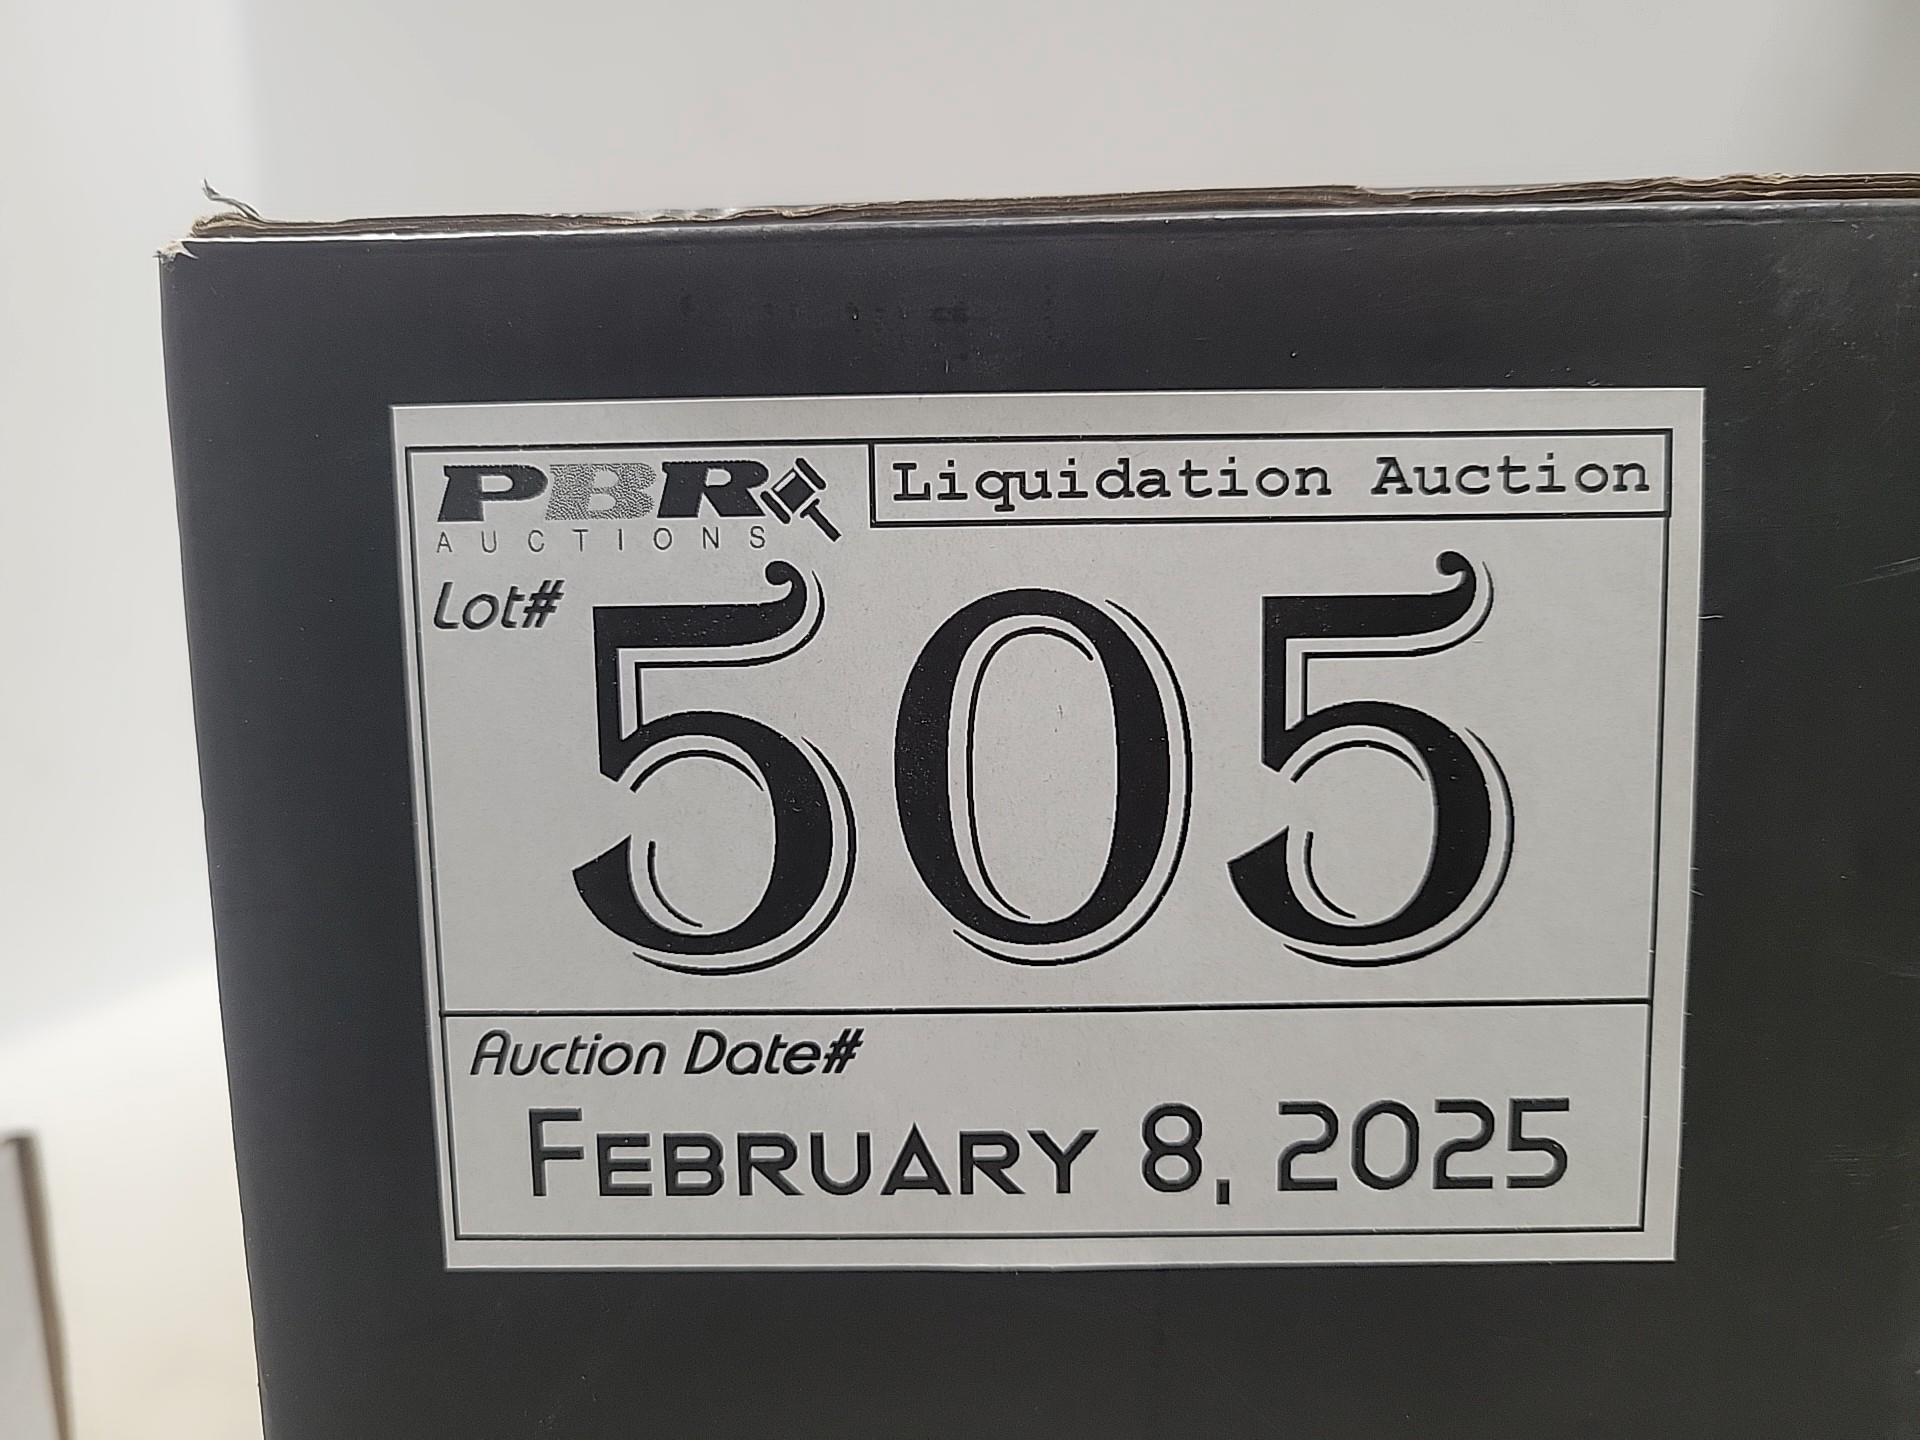 PBR
AUCTIONS
Liquidation Auction
Lot#
505
Auction Date#
FEBRUARY 8, 2025